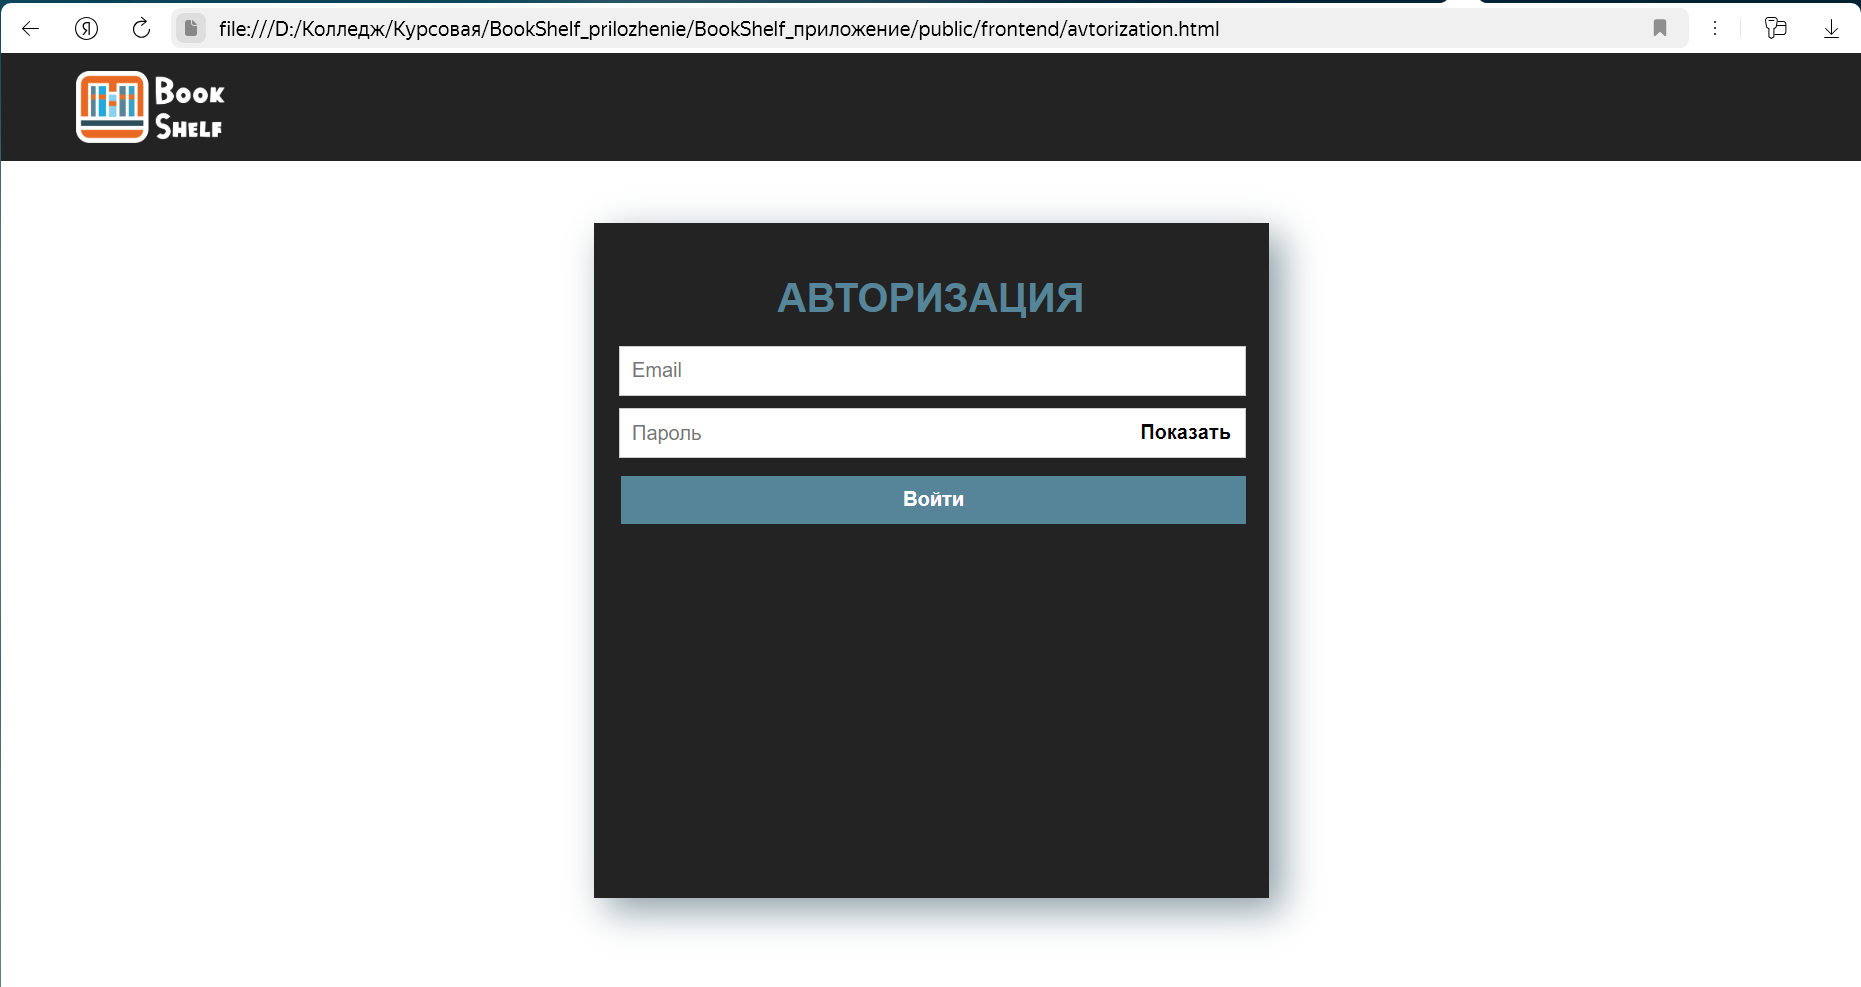 file:///D:/Колледж/Курсовая/BookShelf_prilozhenie/BookShelf_приложение/public/frontend/avtorization.html
Book
Shelf
АВТОРИЗАЦИЯ
Email
Пароль Показать
Войти